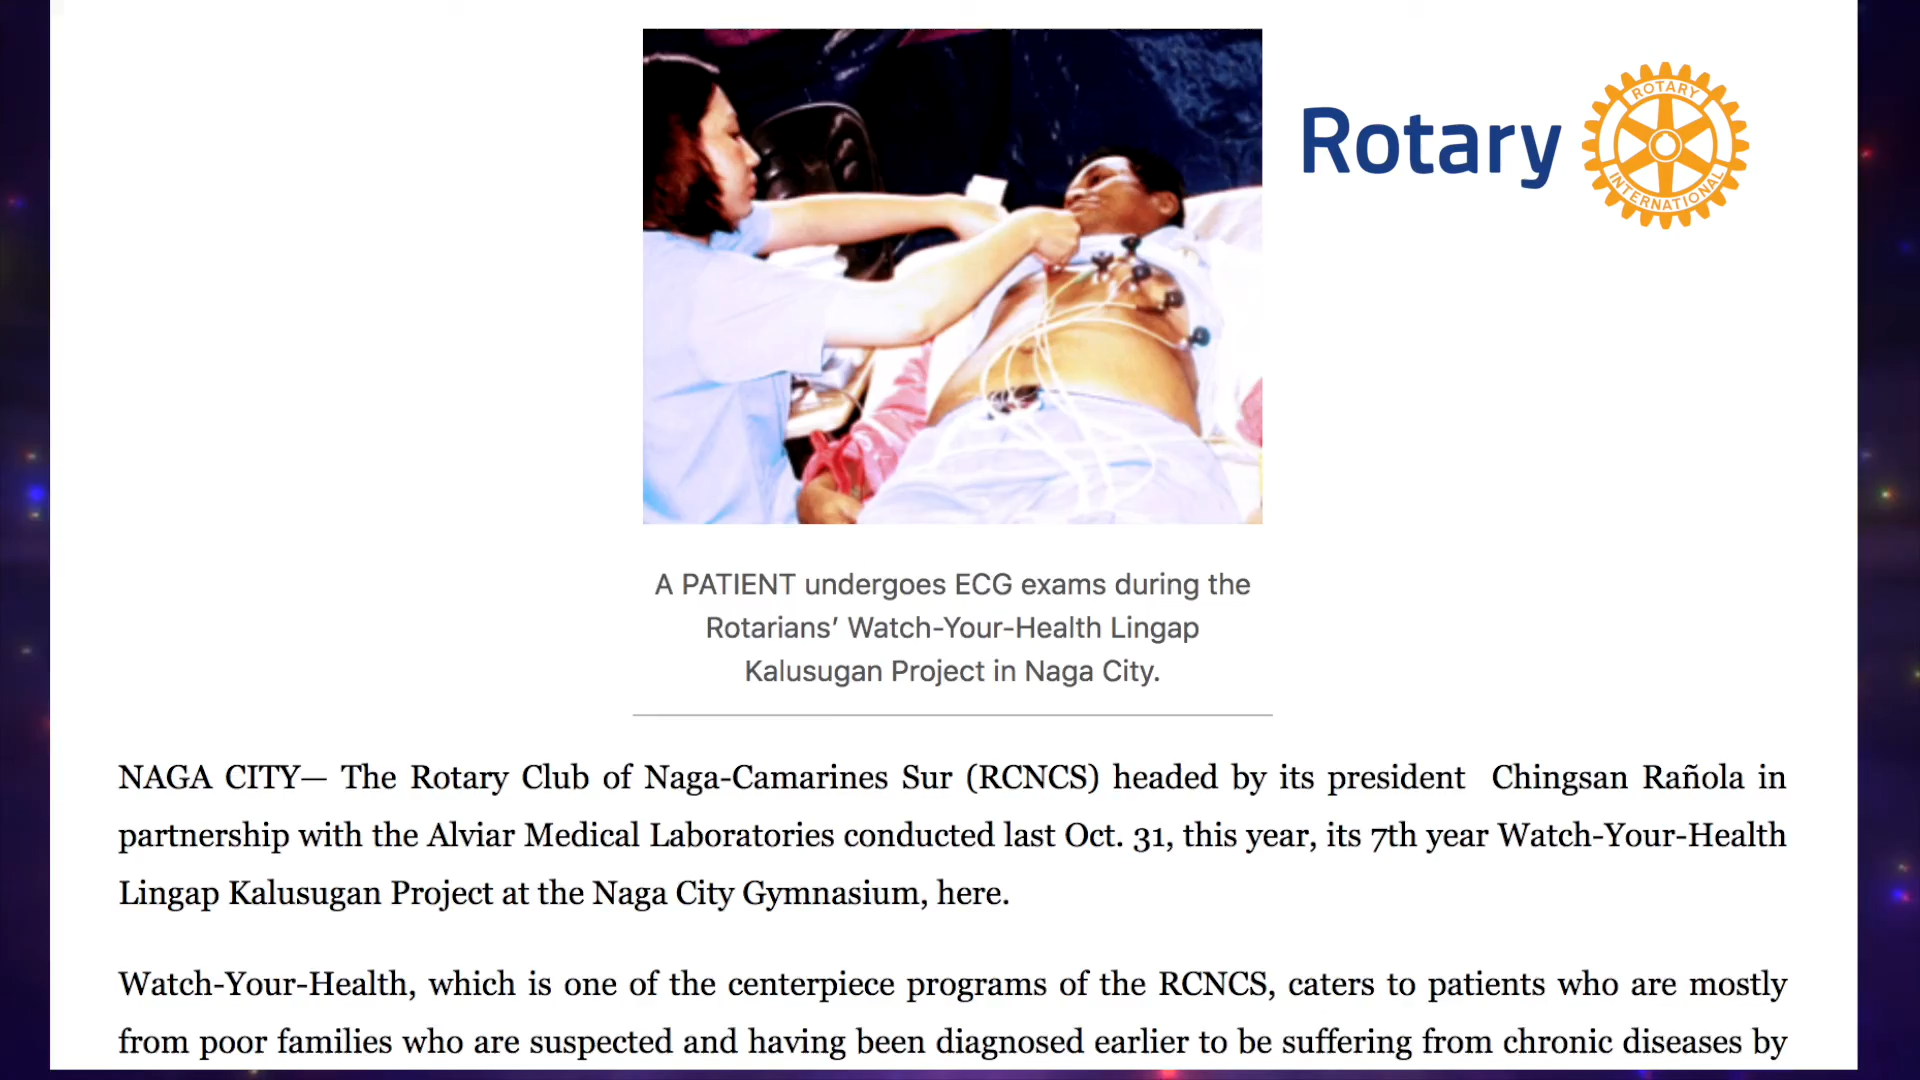 Rotary
ROTARY
INTERNATIONAL
A PATIENT undergoes ECG exams during the
Rotarians’ Watch-Your-Health Lingap
Kalusugan Project in Naga City.
NAGA CITY— The Rotary Club of Naga-Camarines Sur (RCNCS) headed by its president Chingsan Rañola in
partnership with the Alviar Medical Laboratories conducted last Oct. 31, this year, its 7th year Watch-Your-Health
Lingap Kalusugan Project at the Naga City Gymnasium, here.
Watch-Your-Health, which is one of the centerpiece programs of the RCNCS, caters to patients who are mostly
from poor families who are suspected and having been diagnosed earlier to be suffering from chronic diseases by